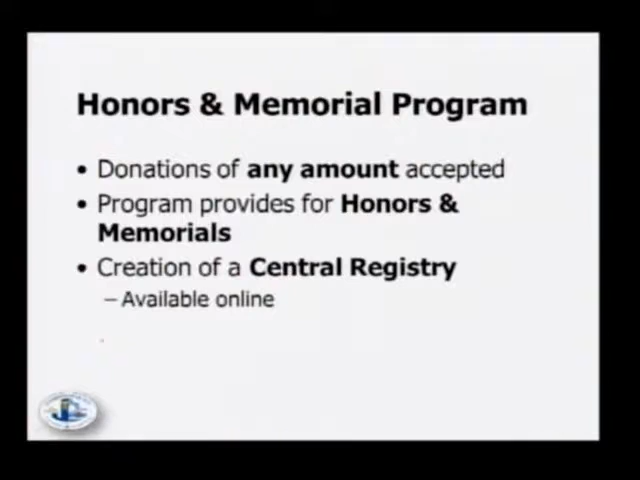 Honors & Memorial Program
• Donations of any amount accepted
• Program provides for Honors &
Memorials
• Creation of a Central Registry
– Available online